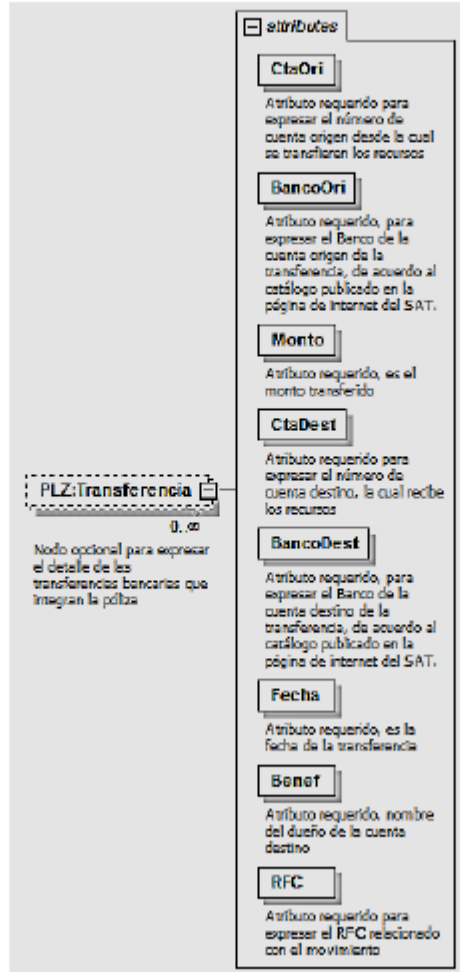 attributes
CtaOri
Atributo requerido para
expresar el número de
cuenta origen desde la cual
se transfieren los recursos
BancoOri
Atributo requerido, para
expresar el Banco de la
cuenta origen de la
transferencia, de acuerdo al
catálogo publicado en la
página de internet del SAT.
Monto
Atributo requerido, es el
monto transferido
CtaDest
Atributo requerido para
expresar el número de
cuenta destino, la cual recibe
los recursos
PLZ:Transferencia
0..∞
Nodo opcional para expresar
el detalle de las
transferencias bancarias que
integran la póliza
BancoDest
Atributo requerido, para
expresar el Banco de la
cuenta destino de la
transferencia, de acuerdo al
catálogo publicado en la
página de internet del SAT.
Fecha
Atributo requerido, es la
fecha de la transferencia
Benef
Atributo requerido, nombre
del dueño de la cuenta
destino
RFC
Atributo requerido para
expresar el RFC relacionado
con el movimiento